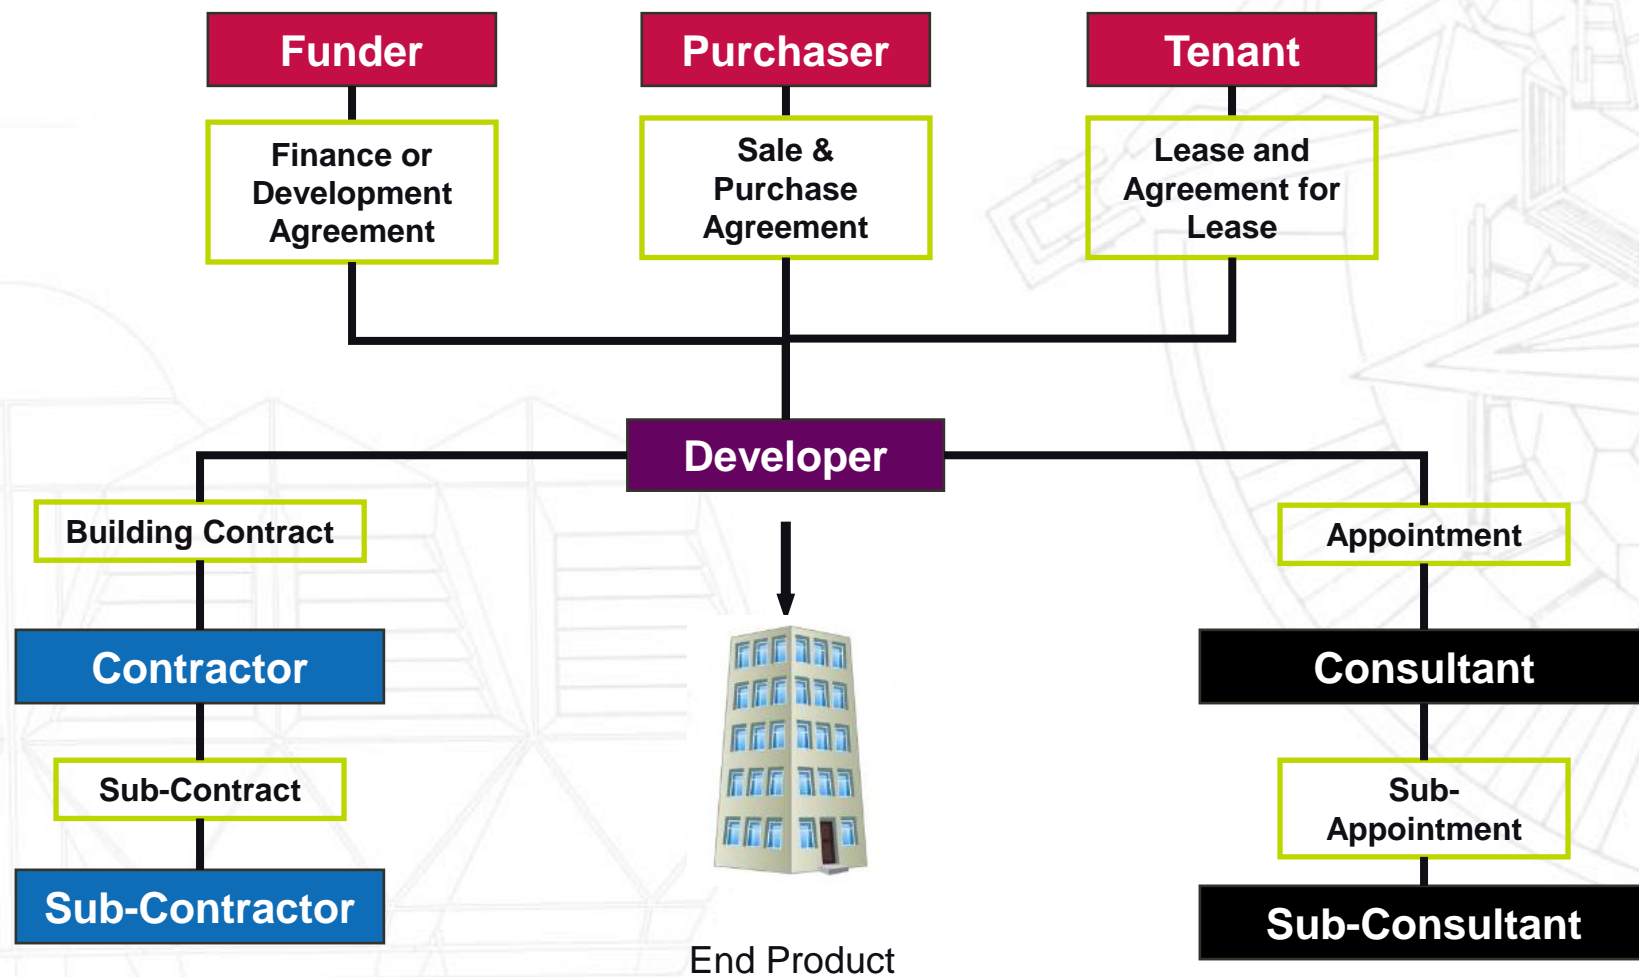 Funder
Purchaser
Tenant
Finance or
Development
Agreement
Sale &
Purchase
Agreement
Lease and
Agreement for
Lease
Developer
Building Contract
Appointment
Contractor
Consultant
Sub-Contract
Sub-
Appointment
Sub-Contractor
Sub-Consultant
End Product